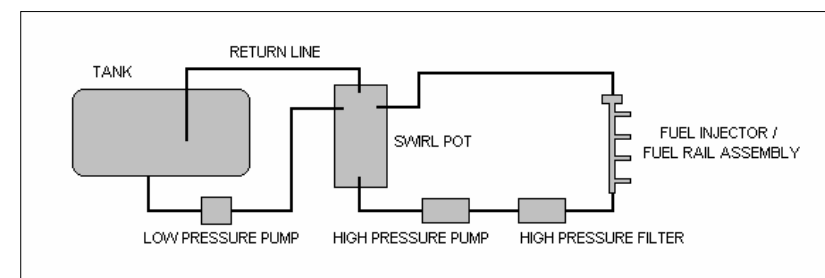 RETURN LINE
TANK
SWIRL POT
FUEL INJECTOR /
FUEL RAIL ASSEMBLY
LOW PRESSURE PUMP
HIGH PRESSURE PUMP
HIGH PRESSURE FILTER